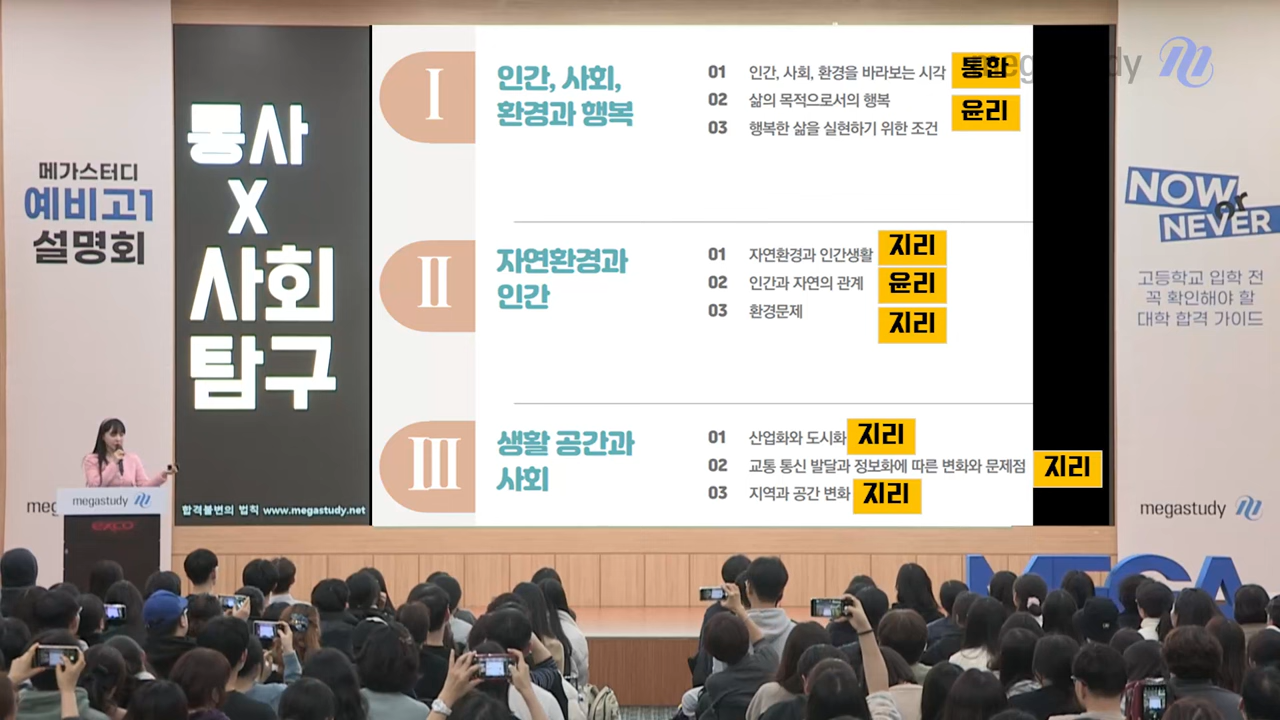 메가스터디
예비고1
설명회
통사
X
사회
탐구
합격불변의 법칙 www.megastudy.net
Ⅰ
인간, 사회,
환경과 행복
01 인간, 사회, 환경을 바라보는 시각 통합
02 삶의 목적으로서의 행복 윤리
03 행복한 삶을 실현하기 위한 조건
Ⅱ
자연환경과
인간
01 자연환경과 인간생활 지리
02 인간과 자연의 관계 윤리
03 환경문제 지리
Ⅲ
생활 공간과
사회
01 산업화와 도시화 지리
02 교통 통신 발달과 정보화에 따른 변화와 문제점 지리
03 지역과 공간 변화 지리
megastudy
NOW
or
NEVER
고등학교 입학 전
꼭 확인해야 할
대학 합격 가이드
megastudy
megastudy
expo
MEGA